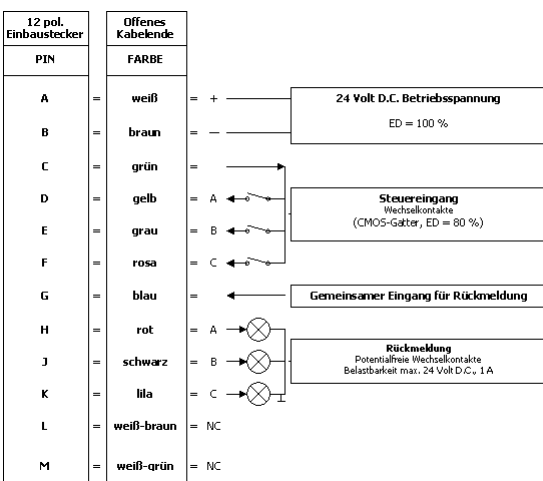 12 pol. Einbaustecker
Offenes Kabelende
PIN
FARBE
A = weiß = +
24 Volt D.C. Betriebsspannung
ED = 100 %
B = braun = —
C = grün =
D = gelb = A
Steuereingang
Wechselkontakte
(CMOS-Gatter, ED = 80 %)
E = grau = B
F = rosa = C
G = blau =
Gemeinsamer Eingang für Rückmeldung
H = rot = A
Rückmeldung
Potentialfreie Wechselkontakte
Belastbarkeit max. 24 Volt D.C., 1 A
J = schwarz = B
K = lila = C
L = weiß-braun = NC
M = weiß-grün = NC